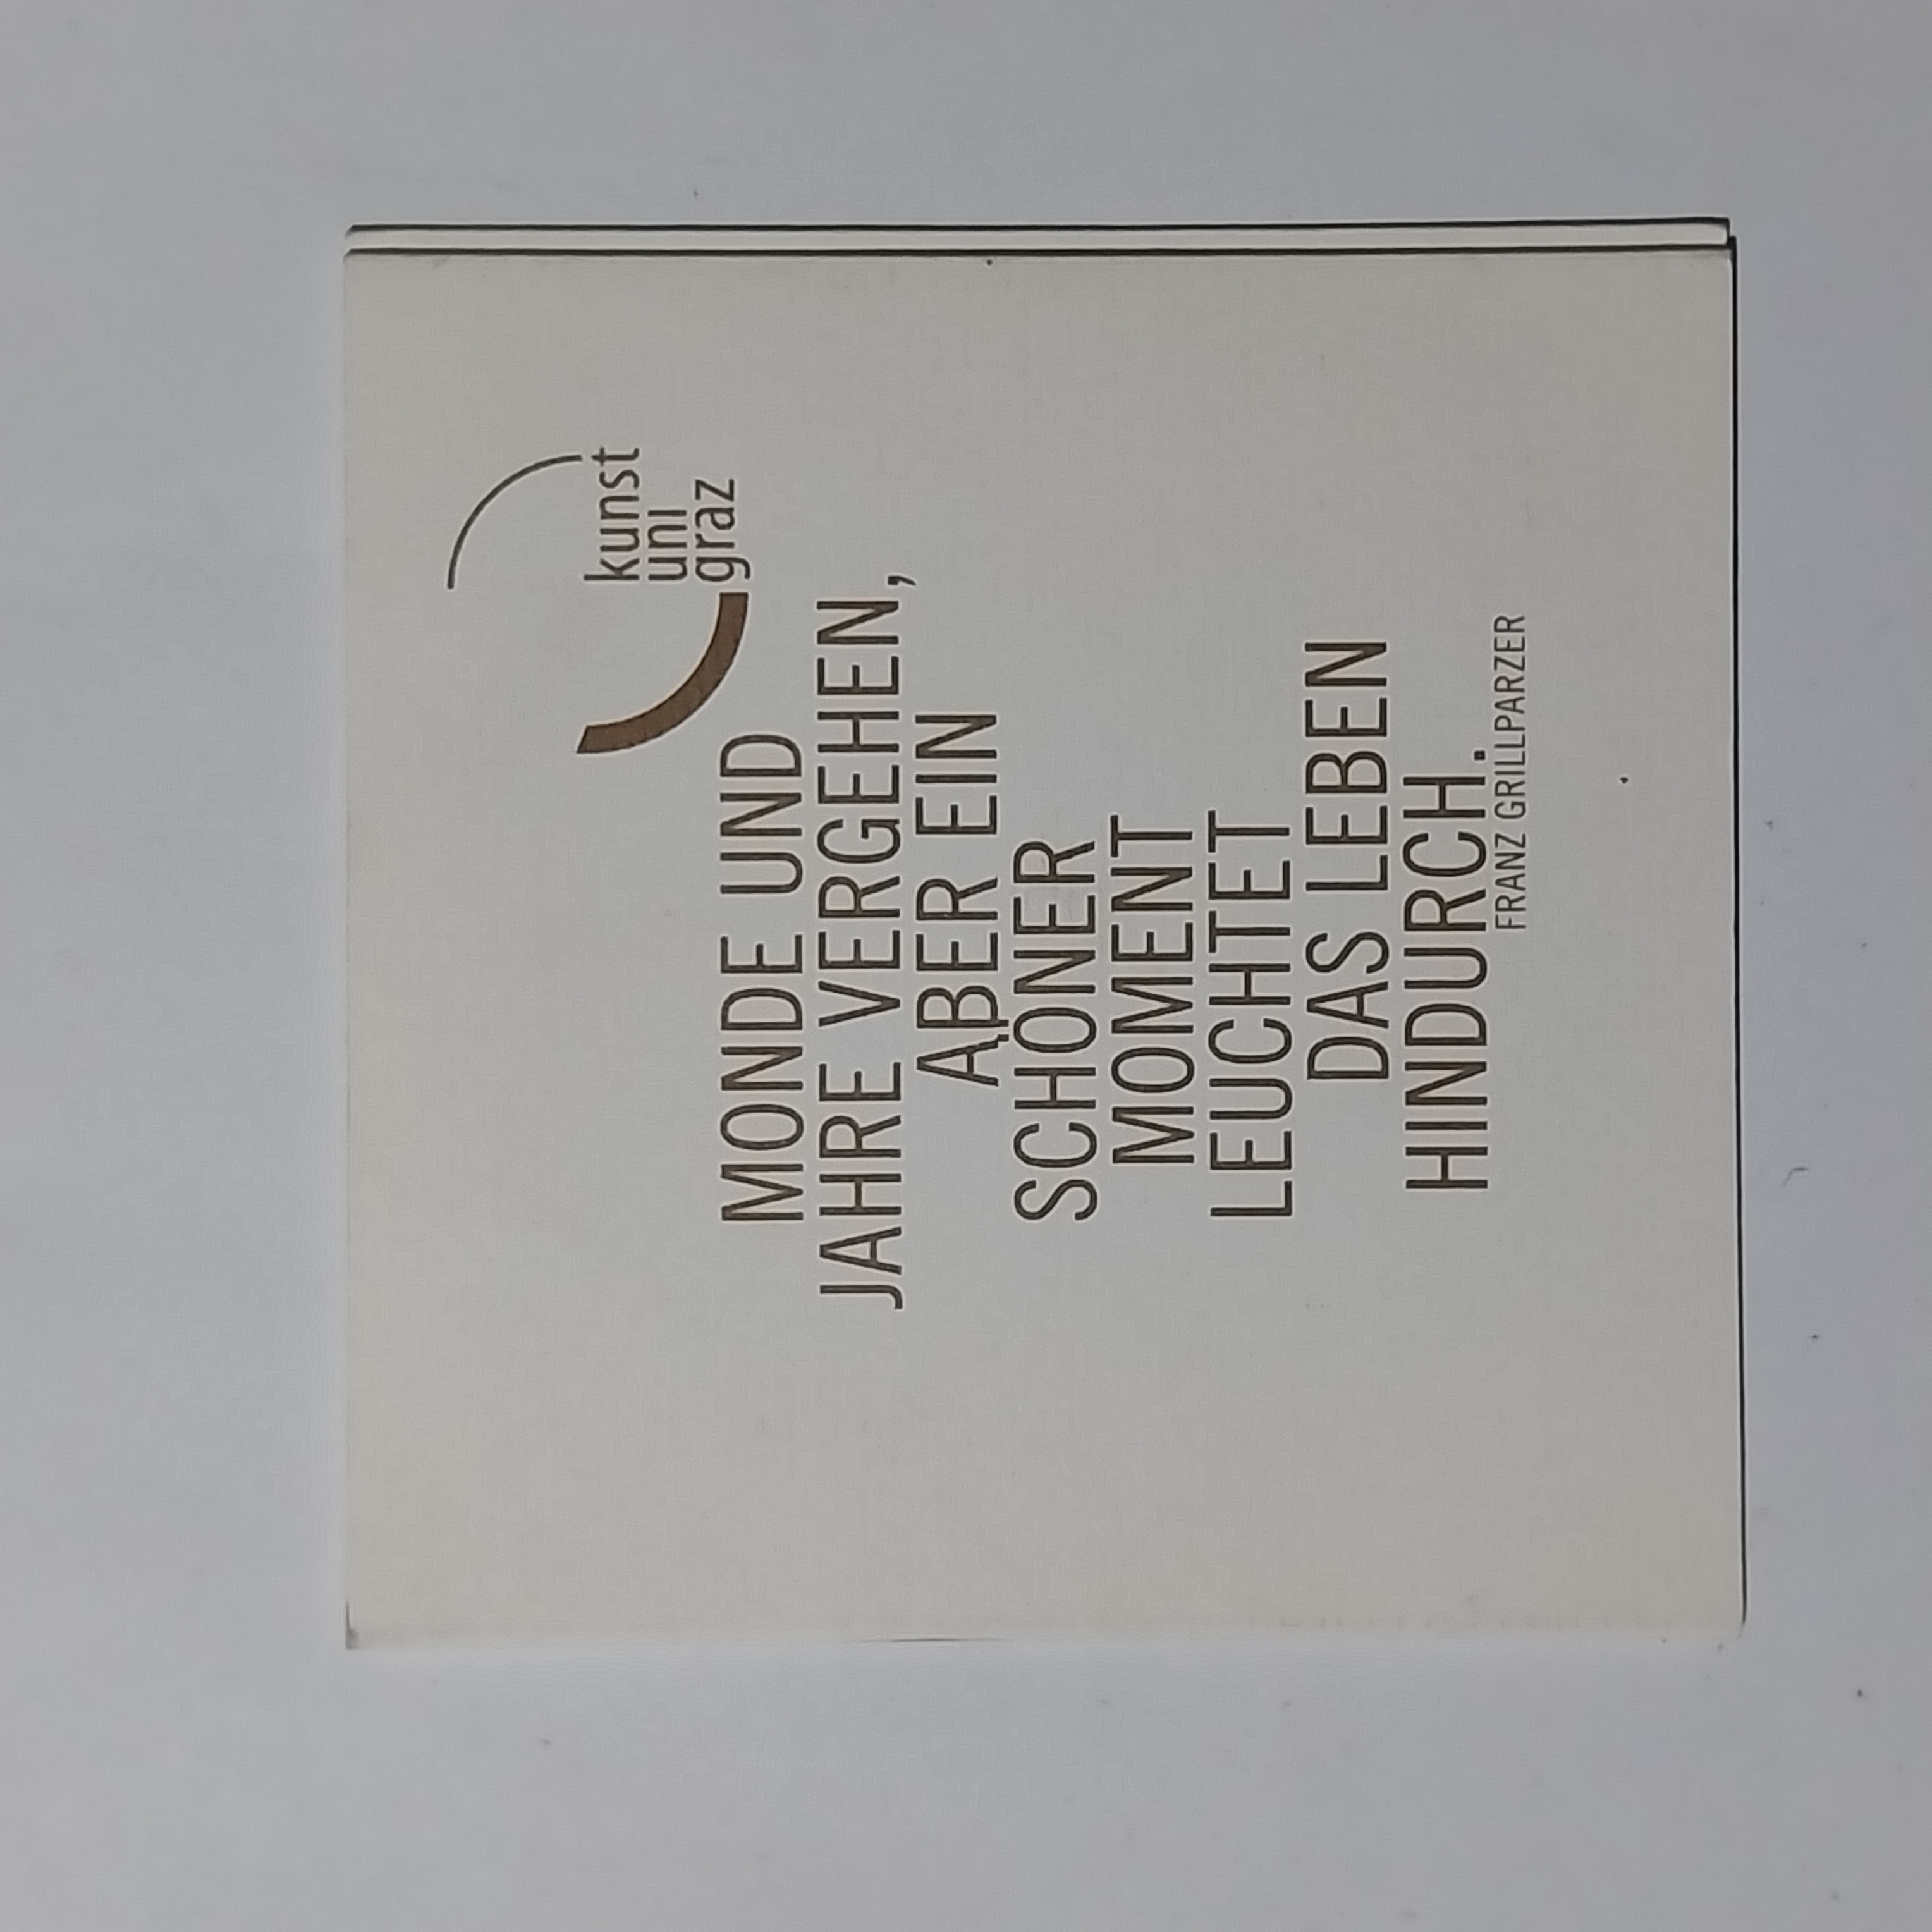 kunst
uni
graz
MONDE UND
JAHRE VERGEHEN,
ABER EIN
SCHÖNER
MOMENT
LEUCHTET
DAS LEBEN
HINDURCH.
FRANZ GRILLPARZER